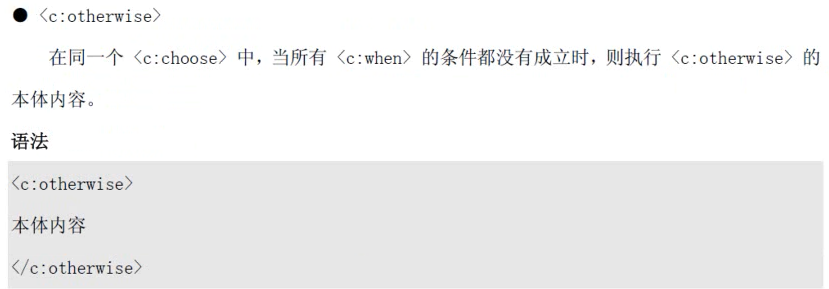 ● <c:otherwise>
在同一个 <c:choose> 中，当所有 <c:when> 的条件都没有成立时，则执行 <c:otherwise> 的
本体内容。
语法
<c:otherwise>
本体内容
</c:otherwise>